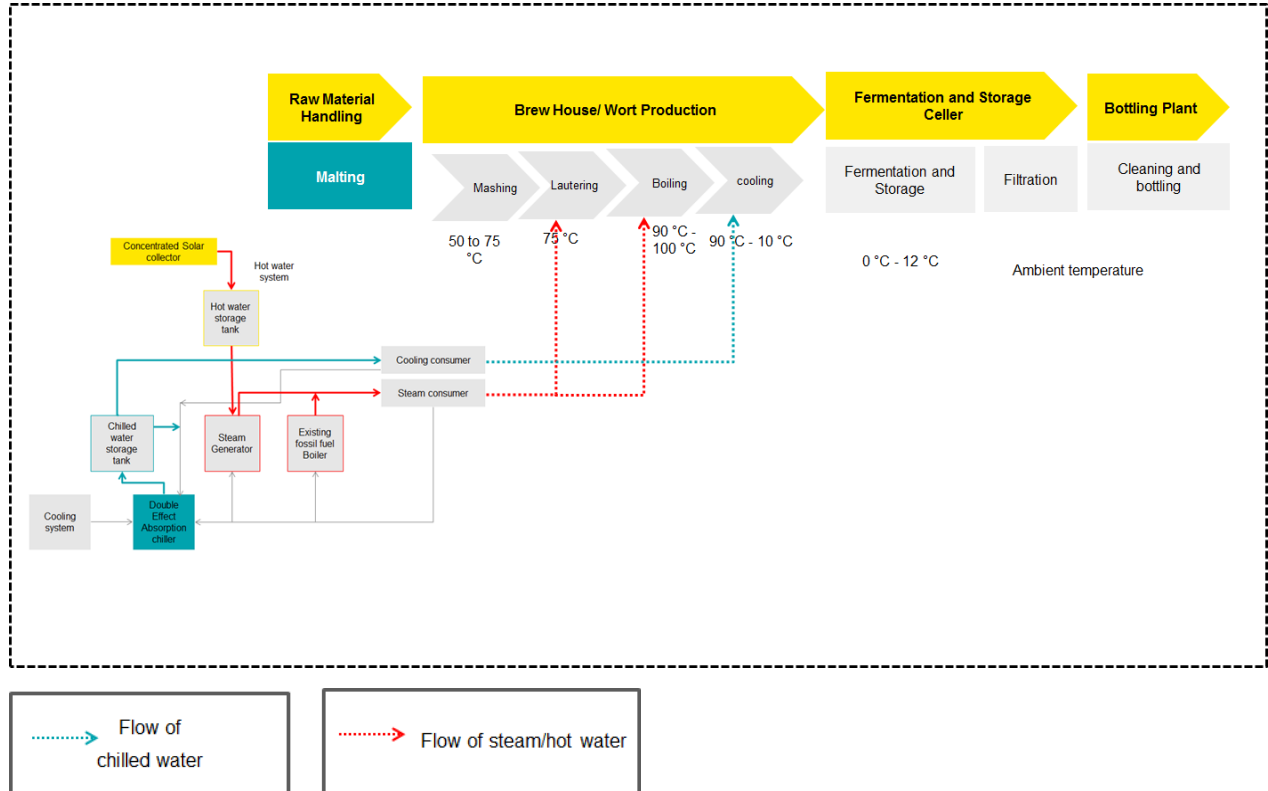 Raw Material
Handling
Brew House/ Wort Production
Fermentation and Storage
Celler
Bottling Plant
Malting
Mashing
Lautering
Boiling
cooling
Fermentation and
Storage
Filtration
Cleaning and
bottling
50 to 75
°C
75 °C
90 °C -
100 °C
90 °C - 10 °C
0 °C - 12 °C
Ambient temperature
Concentrated Solar
collector
Hot water
system
Hot water
storage
tank
Cooling consumer
Steam consumer
Chilled
water
storage
tank
Steam
Generator
Existing
fossil fuel
Boiler
Cooling
system
Double
Effect
Absorption
chiller
Flow of
chilled water
Flow of steam/hot water